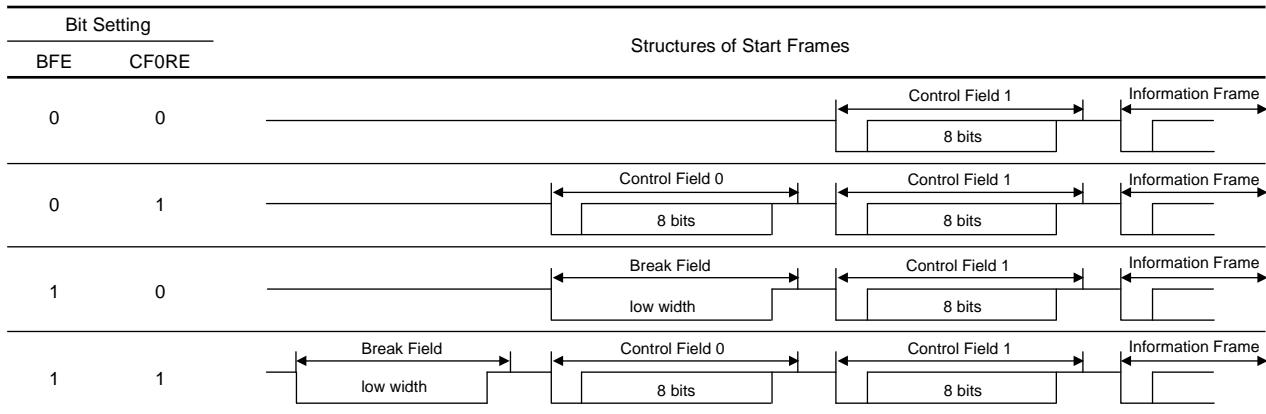 Bit Setting
Structures of Start Frames
BFE CF0RE
Control Field 1 Information Frame
0 0
8 bits
Control Field 0 Control Field 1 Information Frame
0 1
8 bits 8 bits
Break Field Control Field 1 Information Frame
1 0
low width 8 bits
Break Field Control Field 0 Control Field 1 Information Frame
1 1
low width 8 bits 8 bits